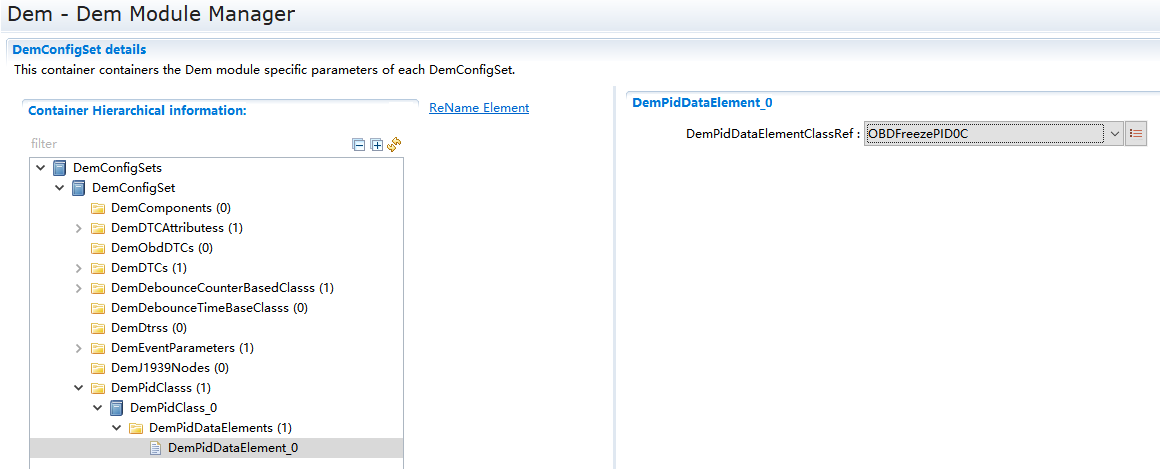 Dem - Dem Module Manager
DemConfigSet details
This container containers the Dem module specific parameters of each DemConfigSet.
Container Hierarchical information:
ReName Element
filter
DemConfigSets
DemConfigSet
DemComponents (0)
DemDTCAttributess (1)
DemObdDTCs (0)
DemDTCs (1)
DemDebounceCounterBasedClasss (1)
DemDebounceTimeBaseClasss (0)
DemDtrss (0)
DemEventParameters (1)
DemJ1939Nodes (0)
DemPidClasss (1)
DemPidClass_0
DemPidDataElements (1)
DemPidDataElement_0
DemPidDataElement_0
DemPidDataElementClassRef : OBDFreezePID0C